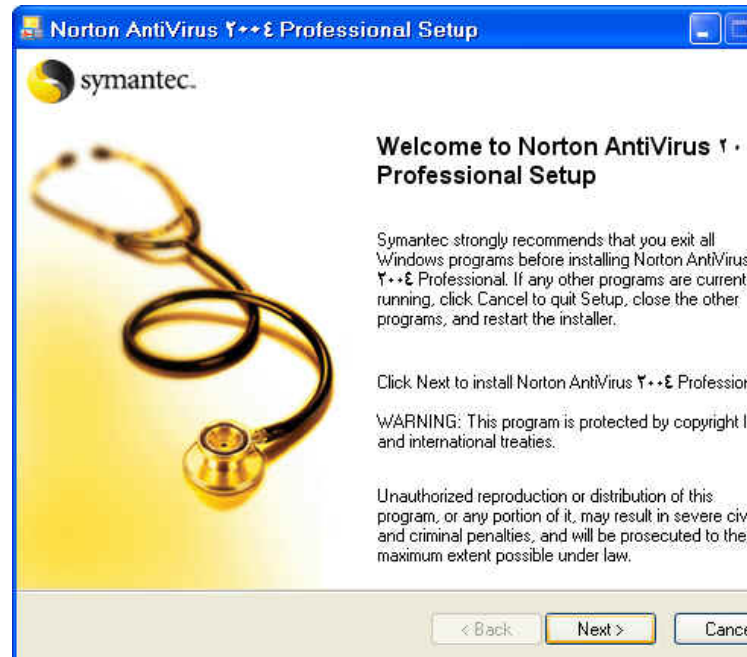 Norton AntiVirus ٢٠٠٤ Professional Setup
symantec.
Welcome to Norton AntiVirus ٢٠
Professional Setup
Symantec strongly recommends that you exit all
Windows programs before installing Norton AntiVirus
٢٠٠٤ Professional. If any other programs are current
running, click Cancel to quit Setup, close the other
programs, and restart the installer.
Click Next to install Norton AntiVirus ٢٠٠٤ Profession
WARNING: This program is protected by copyright l
and international treaties.
Unauthorized reproduction or distribution of this
program, or any portion of it, may result in severe civ
and criminal penalties, and will be prosecuted to the
maximum extent possible under law.
< Back
Next >
Cance